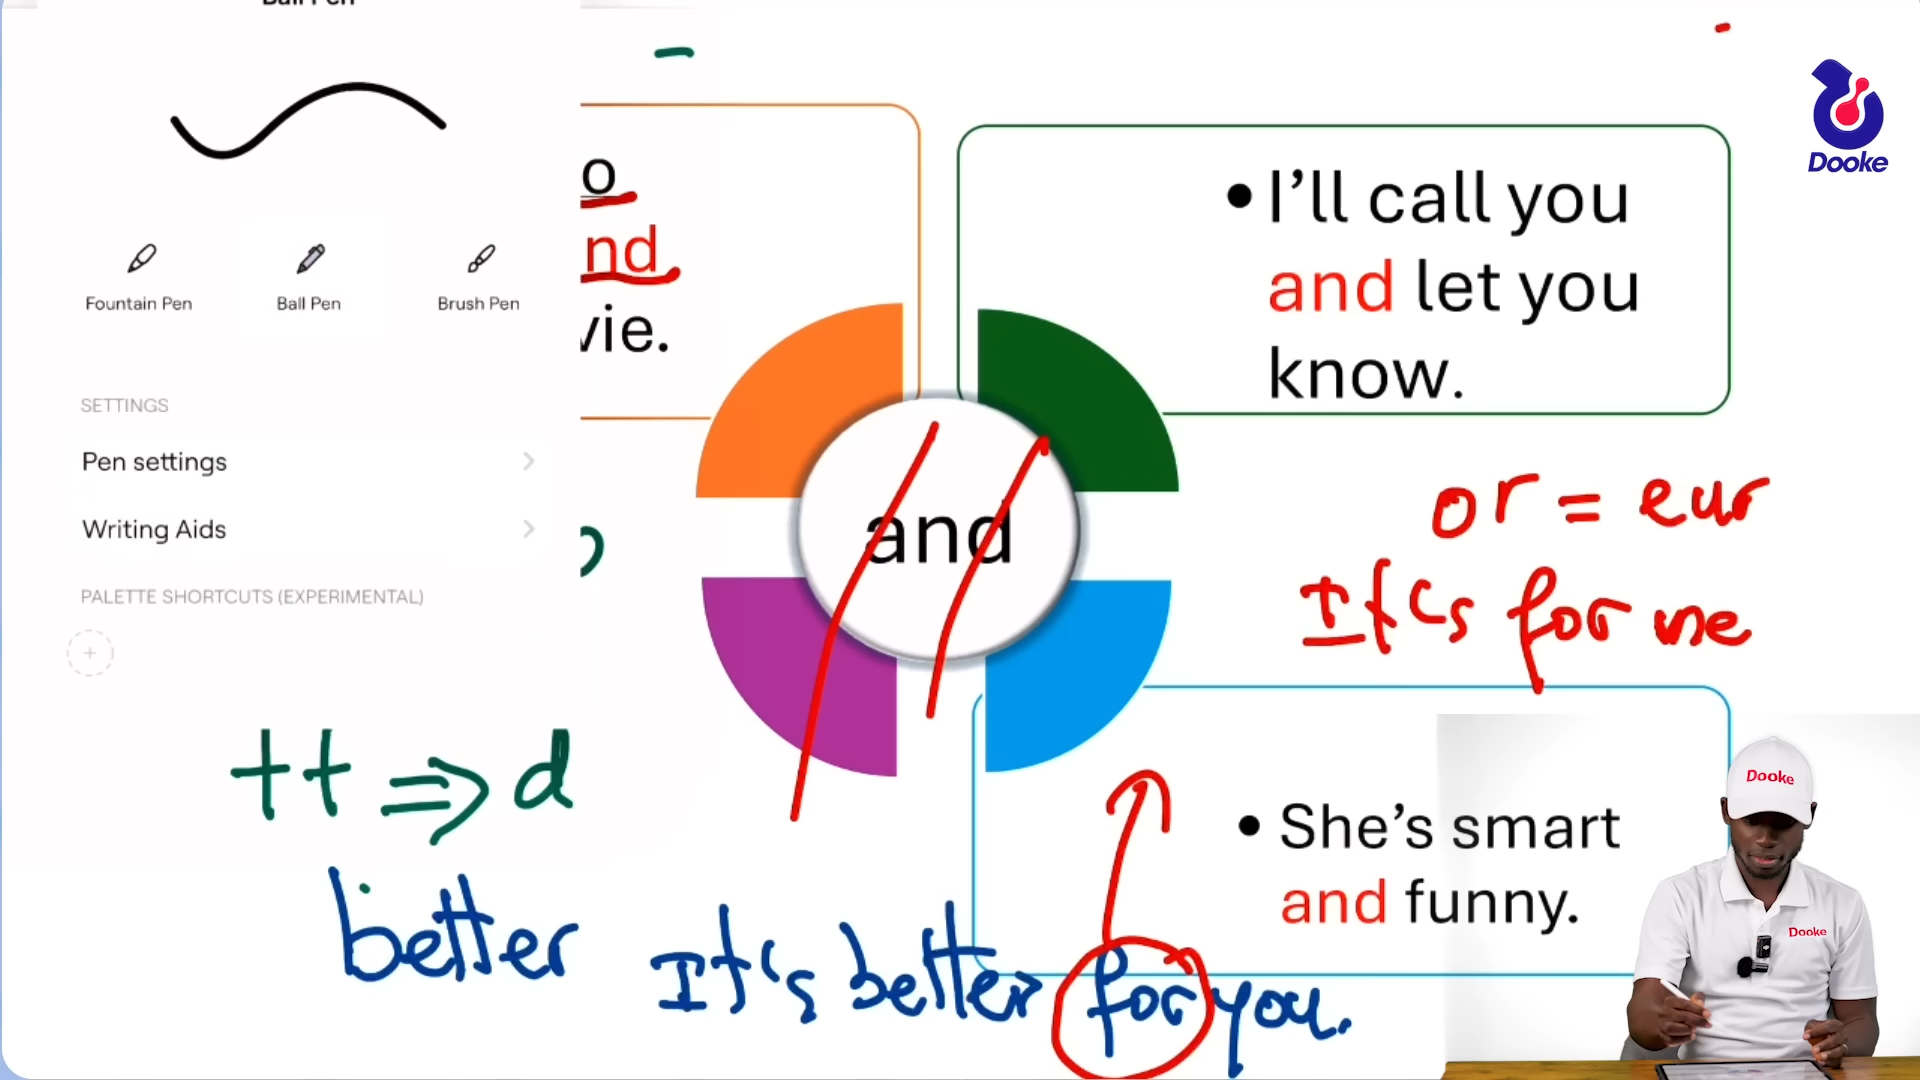 Ball Pen
Fountain Pen
Ball Pen
Brush Pen
SETTINGS
Pen settings
Writing Aids
PALETTE SHORTCUTS (EXPERIMENTAL)
o
nd
vie.
• I’ll call you
and let you
know.
Dooke
and
or = eur
It's for me
tt ⇒ d
better
It's better for you.
• She’s smart
and funny.
Dooke
Dooke